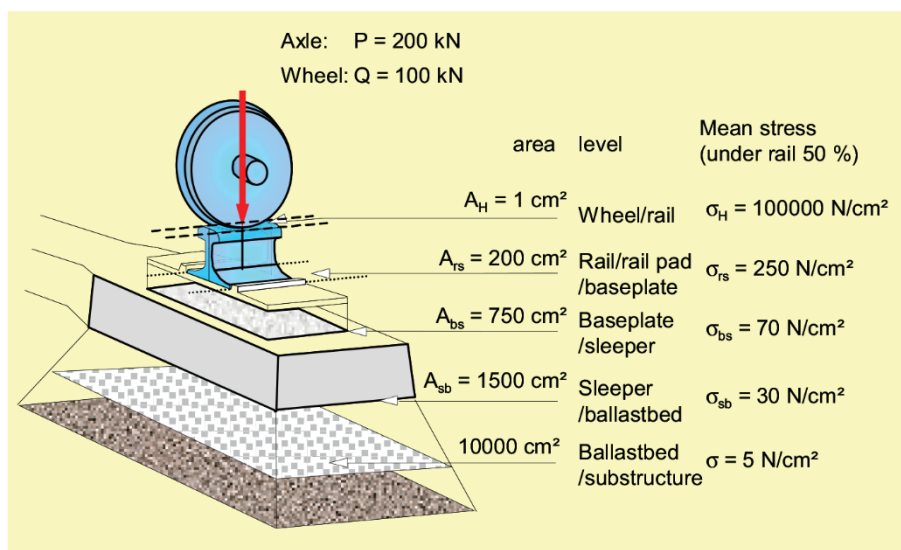 Axle: P = 200 kN
Wheel: Q = 100 kN
area level Mean stress
(under rail 50 %)
A_H = 1 cm² Wheel/rail σ_H = 100000 N/cm²
A_rs = 200 cm² Rail/rail pad σ_rs = 250 N/cm²
/baseplate
A_bs = 750 cm² Baseplate σ_bs = 70 N/cm²
/sleeper
A_sb = 1500 cm² Sleeper σ_sb = 30 N/cm²
/ballastbed
10000 cm² Ballastbed σ = 5 N/cm²
/substructure